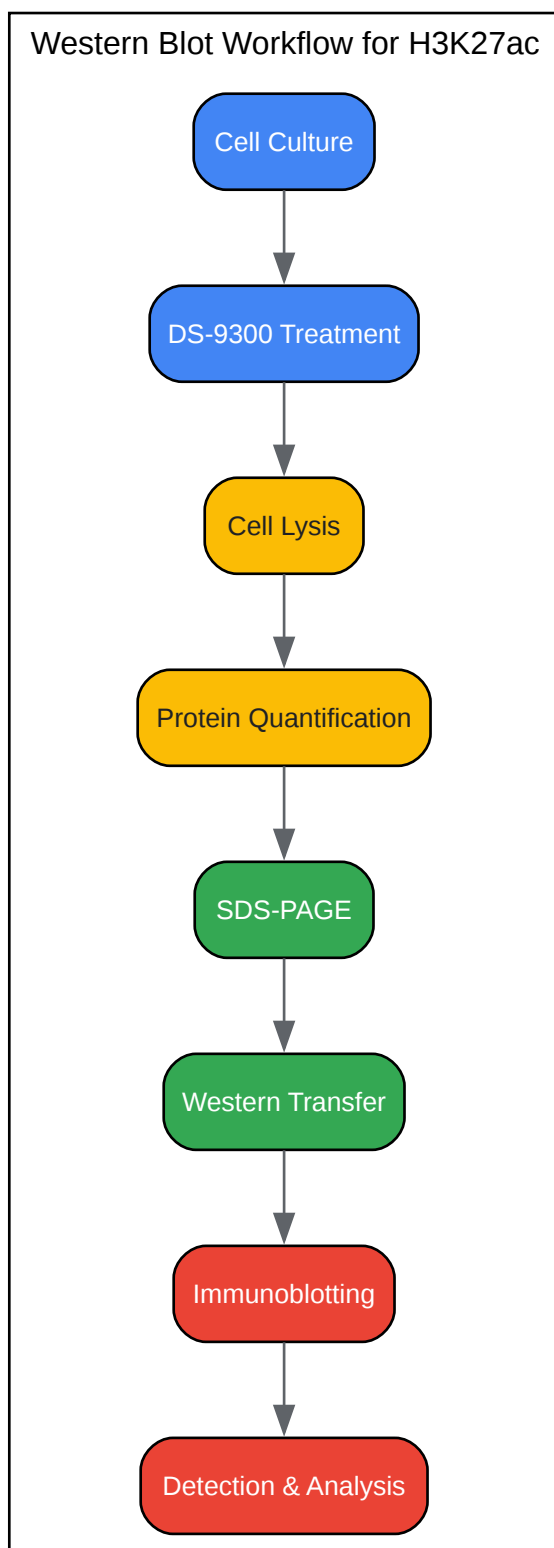 Western Blot Workflow for H3K27ac
Cell Culture
DS-9300 Treatment
Cell Lysis
Protein Quantification
SDS-PAGE
Western Transfer
Immunoblotting
Detection & Analysis